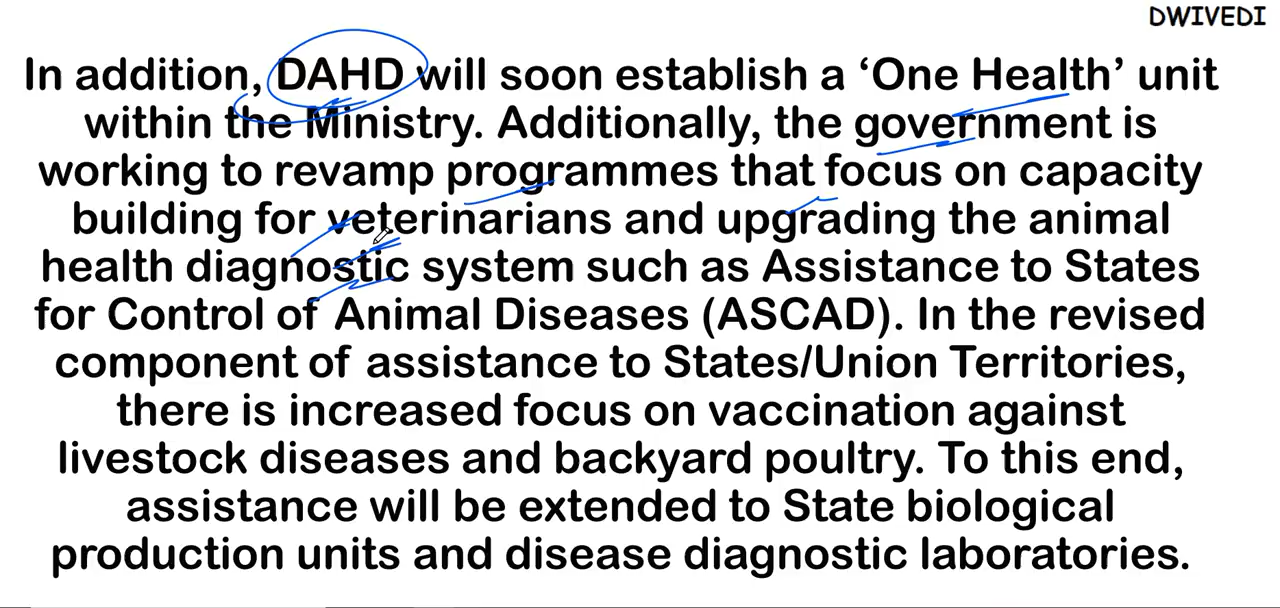 DWIVEDI
In addition, DAHD will soon establish a ‘One Health’ unit
within the Ministry. Additionally, the government is
working to revamp programmes that focus on capacity
building for veterinarians and upgrading the animal
health diagnostic system such as Assistance to States
for Control of Animal Diseases (ASCAD). In the revised
component of assistance to States/Union Territories,
there is increased focus on vaccination against
livestock diseases and backyard poultry. To this end,
assistance will be extended to State biological
production units and disease diagnostic laboratories.